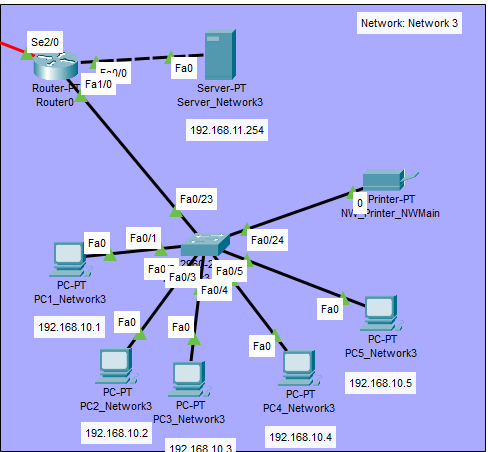 Network: Network 3
Se2/0
Fa0/0
Fa0
Router-PT
Router0
Fa1/0
Server-PT
Server_Network3
192.168.11.254
Fa0/23
Printer-PT
0
Fa0/24
Fa0
Fa0/1
PC-PT
PC1_Network3
192.168.10.1
Fa0/3
Fa0/5
Fa0/4
Fa0
PC-PT
PC2_Network3
192.168.10.2
Fa0
PC-PT
PC3_Network3
192.168.10.3
Fa0
PC-PT
PC4_Network3
192.168.10.4
Fa0
PC-PT
PC5_Network3
192.168.10.5